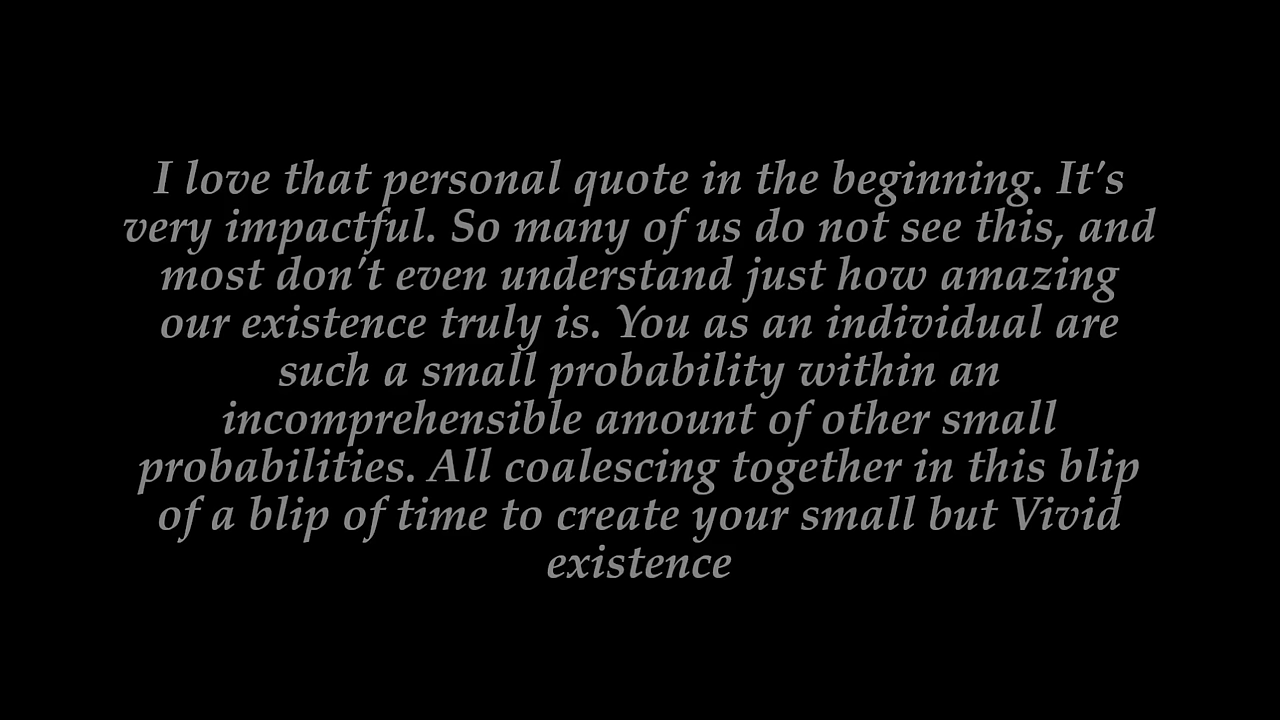 I love that personal quote in the beginning. It's
very impactful. So many of us do not see this, and
most don't even understand just how amazing
our existence truly is. You as an individual are
such a small probability within an
incomprehensible amount of other small
probabilities. All coalescing together in this blip
of a blip of time to create your small but Vivid
existence